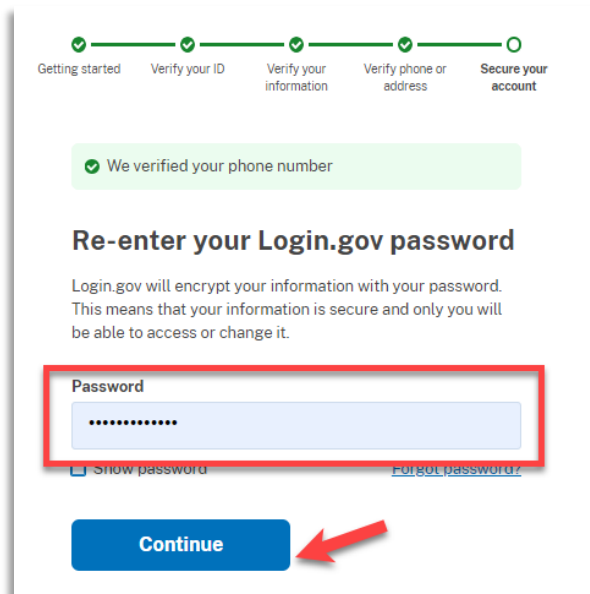 Getting started Verify your ID Verify your information Verify phone or address Secure your account
We verified your phone number
Re-enter your Login.gov password
Login.gov will encrypt your information with your password.
This means that your information is secure and only you will
be able to access or change it.
Password
•••••••••••••
Show password Forgot password?
Continue